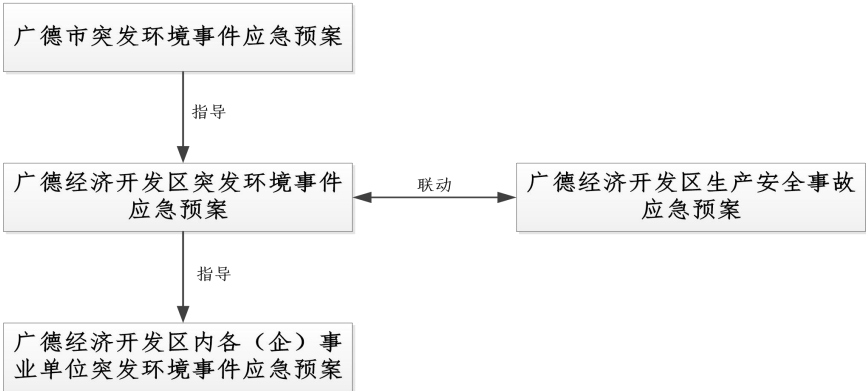 广德市突发环境事件应急预案
指导
广德经济开发区突发环境事件
应急预案
联动
广德经济开发区生产安全事故
应急预案
指导
广德经济开发区内各（企）事
业单位突发环境事件应急预案